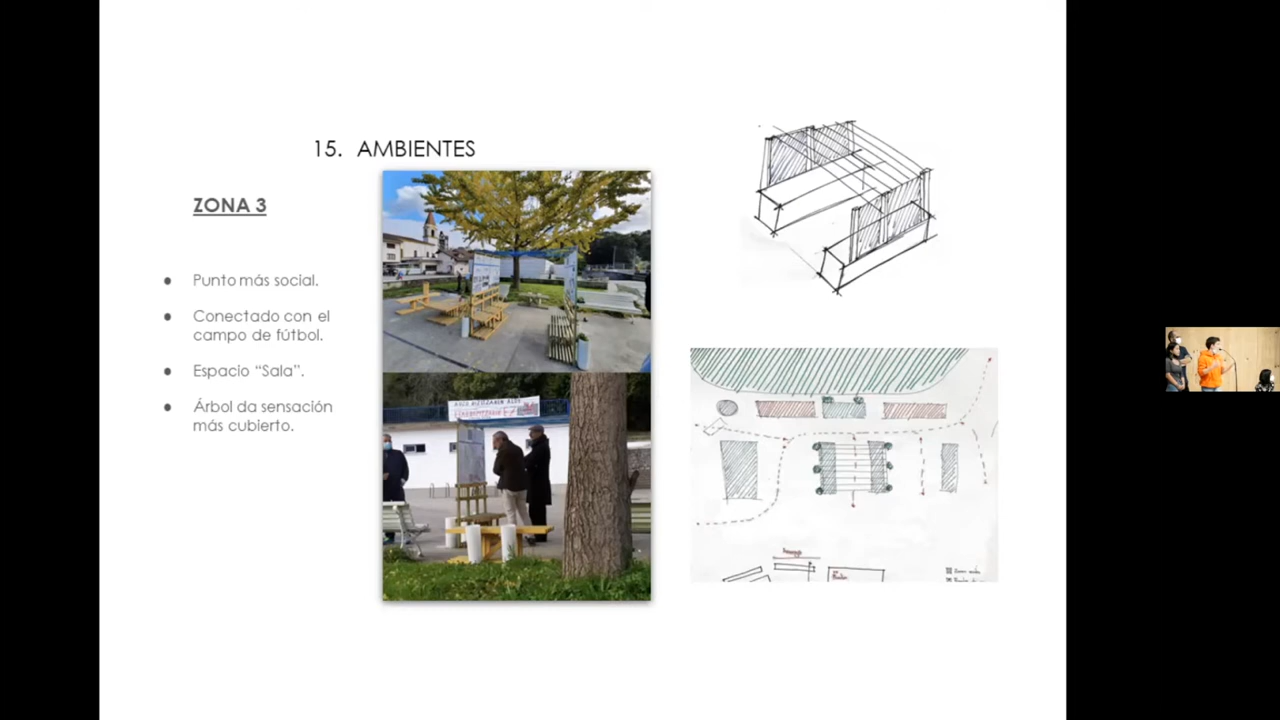 15. AMBIENTES
ZONA 3
● Punto más social.
● Conectado con el
campo de fútbol.
● Espacio “Sala”.
● Árbol da sensación
más cubierto.